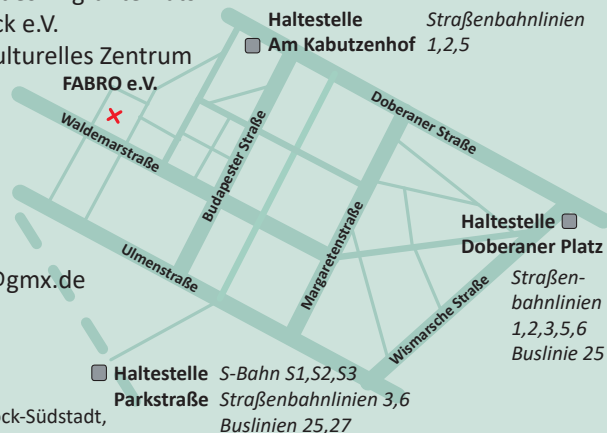 ck e.V.
ulturelles Zentrum
FABRO e.V.
Haltestelle Straßenbahnlinien
Am Kabutzenhof 1,2,5
Doberaner Straße
Waldemarstraße
Budapester Straße
Ulmenstraße
Margaretenstraße
Wismarsche Straße
Haltestelle
Doberaner Platz
Straßen-
bahnlinien
1,2,3,5,6
Buslinie 25
@gmx.de
Haltestelle S-Bahn S1,S2,S3
Parkstraße Straßenbahnlinien 3,6
Buslinien 25,27
ock-Südstadt,